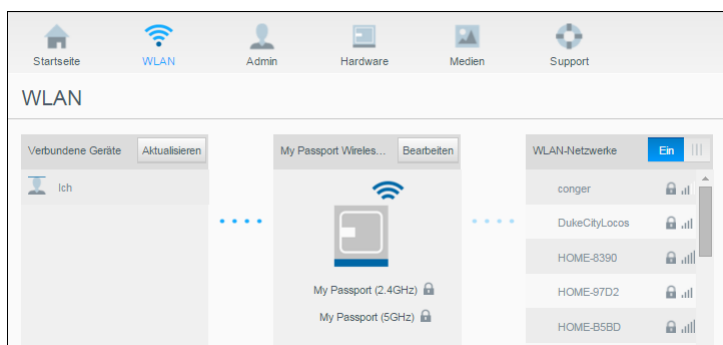 Startseite
WLAN
Admin
Hardware
Medien
Support
WLAN
Verbundene Geräte
Aktualisieren
My Passport Wireles...
Bearbeiten
WLAN-Netzwerke
Ein
Ich
conger
DukeCityLocos
HOME-8390
HOME-97D2
HOME-B5BD
My Passport (2.4GHz)
My Passport (5GHz)